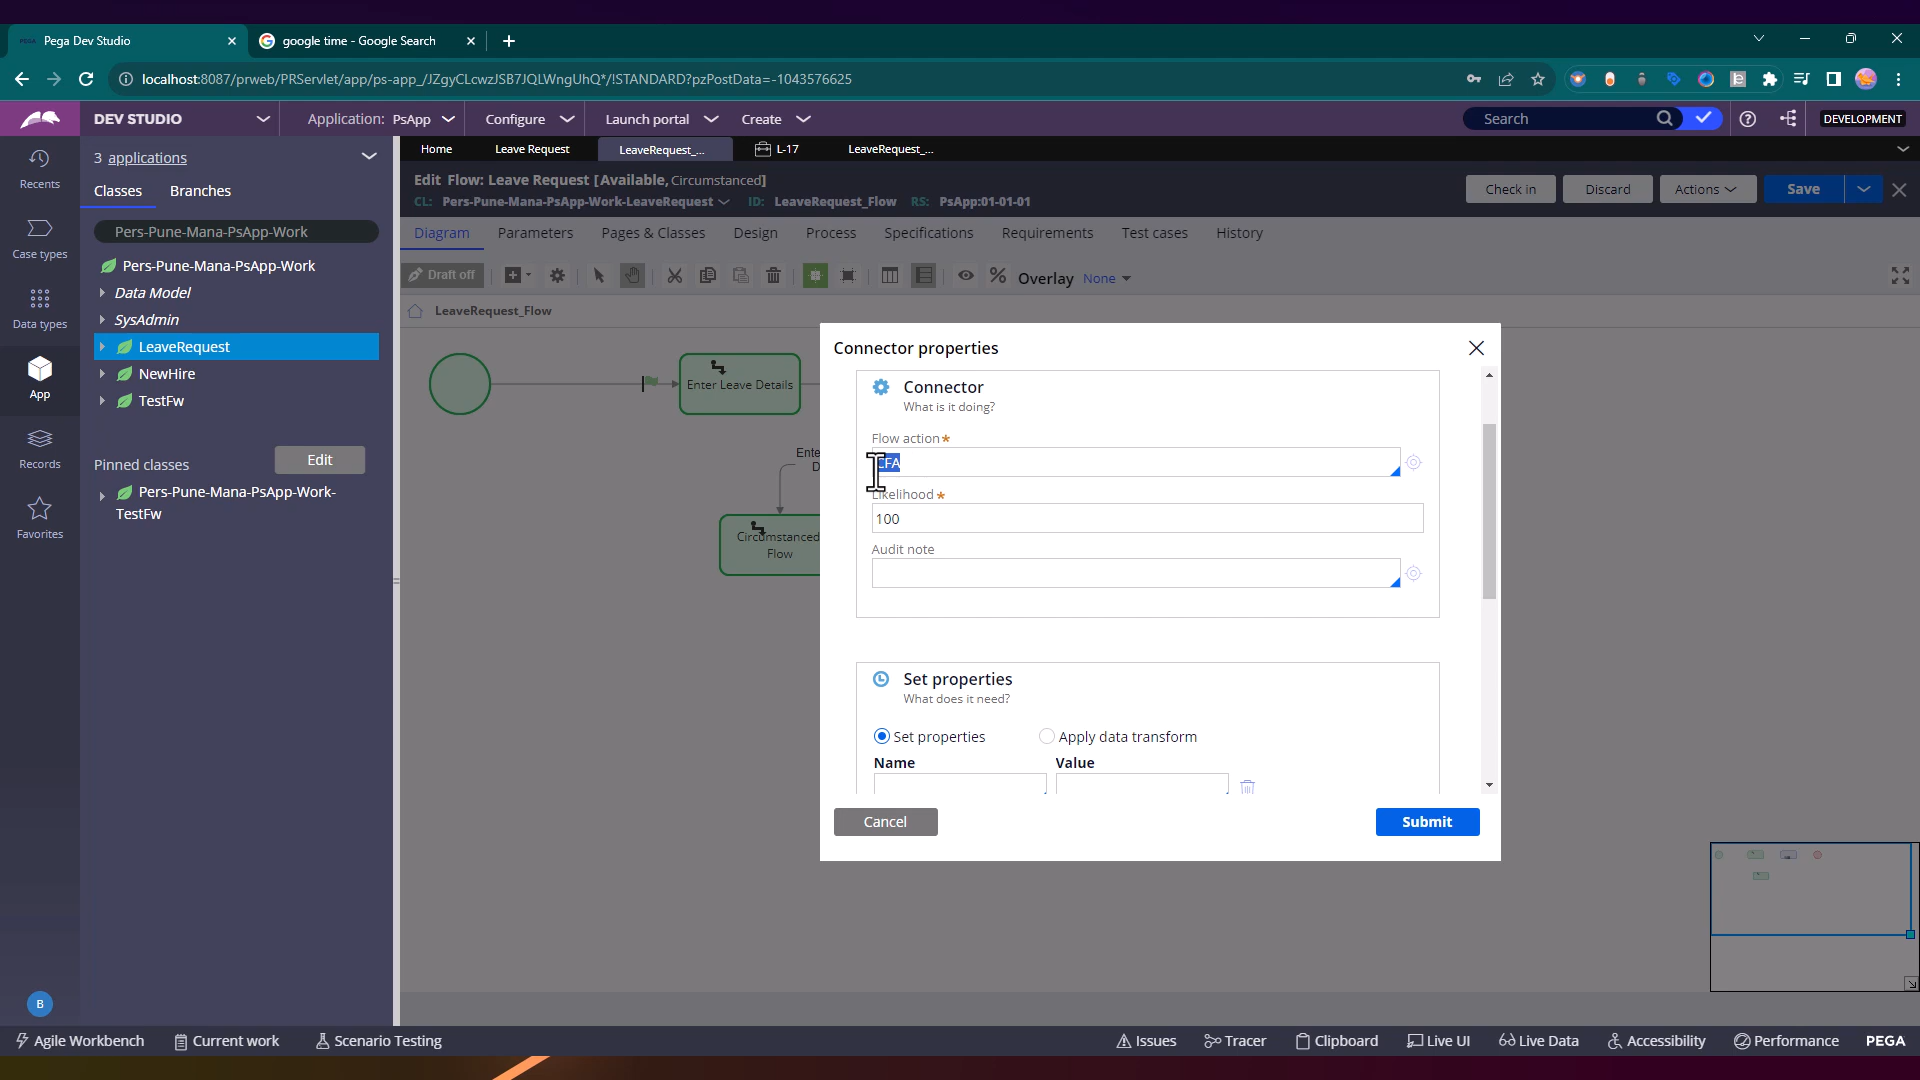 PEGA Pega Dev Studio
google time - Google Search
localhost:8087/prweb/PRServlet/app/ps-app_/JZgyCLcwzJSB7JQLWngUhQ*/!STANDARD?pzPostData=-1043576625
DEV STUDIO
Application: PsApp
Configure
Launch portal
Create
Search
DEVELOPMENT
Recents
Case types
Data types
App
Records
Favorites
B
3 applications
Classes
Branches
Pers-Pune-Mana-PsApp-Work
Pers-Pune-Mana-PsApp-Work
Data Model
SysAdmin
LeaveRequest
NewHire
TestFw
Pinned classes
Edit
Pers-Pune-Mana-PsApp-Work-
TestFw
Home
Leave Request
LeaveRequest_...
L-17
LeaveRequest_...
Edit Flow: Leave Request [Available, Circumstanced]
CL: Pers-Pune-Mana-PsApp-Work-LeaveRequest ID: LeaveRequest_Flow RS: PsApp:01-01-01
Check in
Discard
Actions
Save
Diagram
Parameters
Pages & Classes
Design
Process
Specifications
Requirements
Test cases
History
Draft off
Overlay None
LeaveRequest_Flow
Enter Leave Details
Ente
D
Circumstanced
Flow
Connector properties
Connector
What is it doing?
Flow action*
CFA
Likelihood*
100
Audit note
Set properties
What does it need?
Set properties
Apply data transform
Name
Value
Cancel
Submit
Agile Workbench
Current work
Scenario Testing
Issues
Tracer
Clipboard
Live UI
Live Data
Accessibility
Performance
PEGA